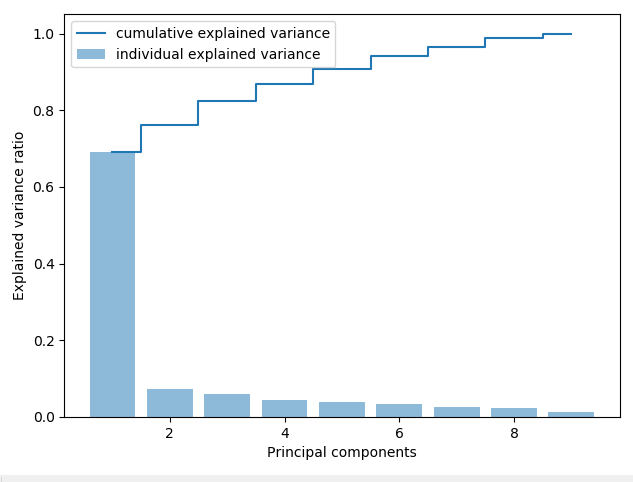 cumulative explained variance
individual explained variance
1.0
0.8
0.6
0.4
0.2
0.0
Explained variance ratio
2 4 6 8
Principal components